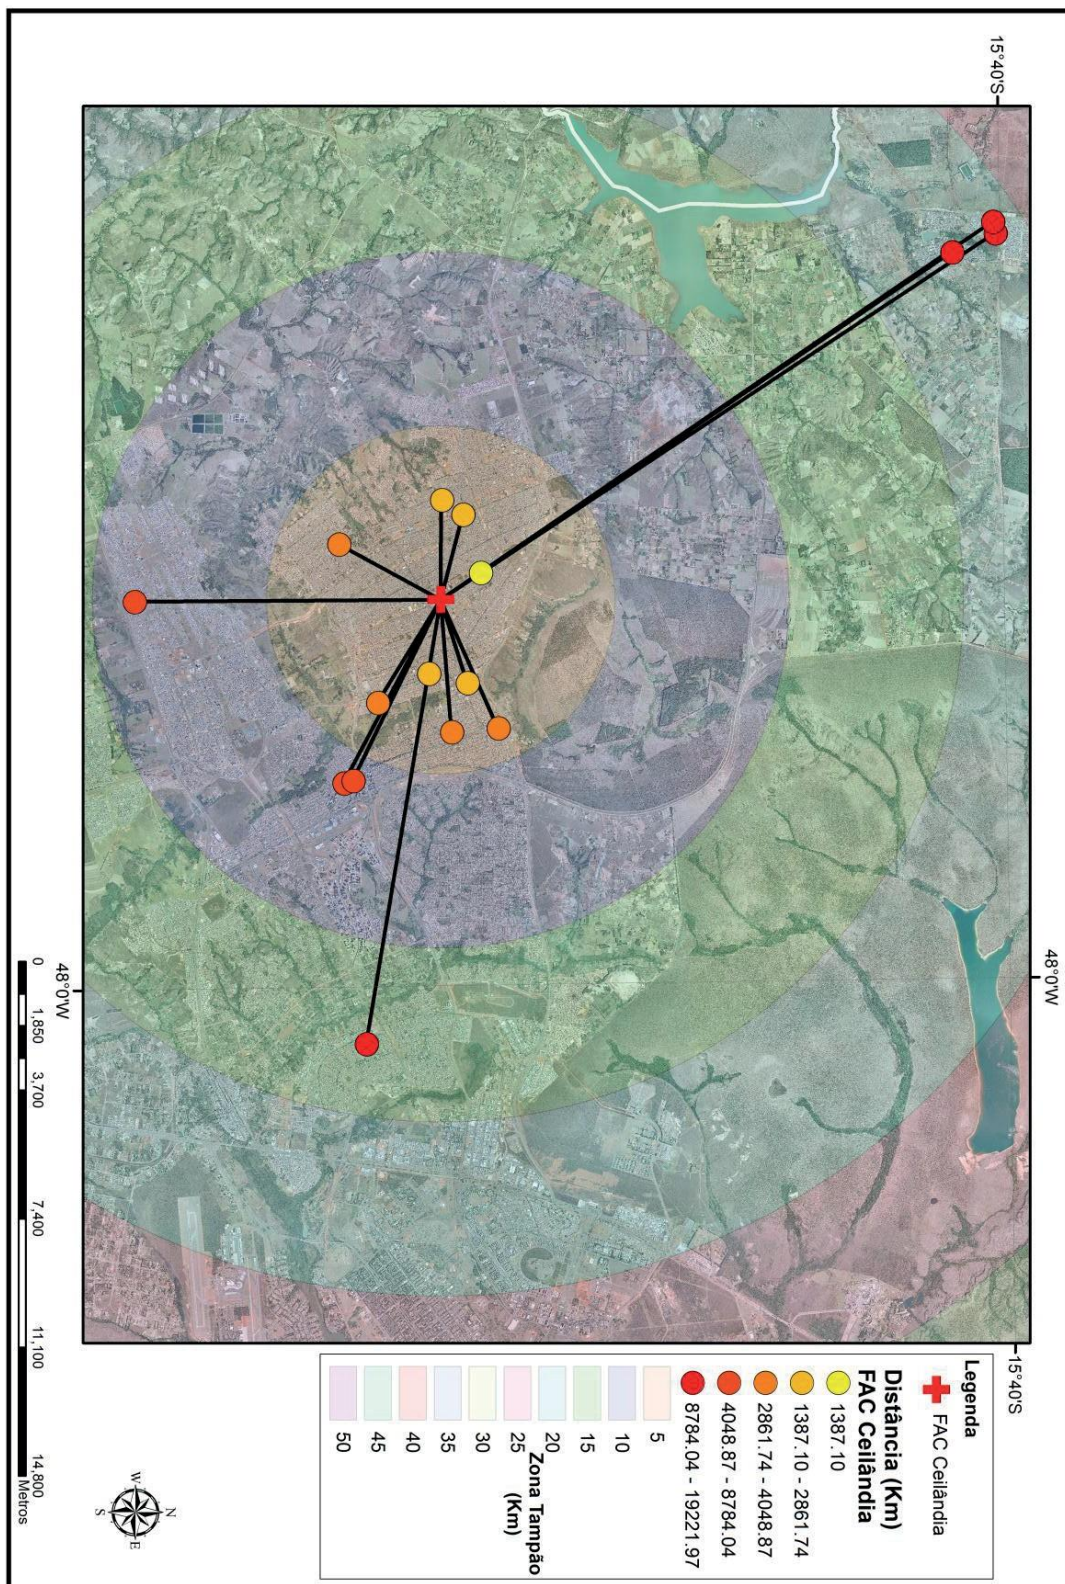 15°40'S
15°40'S
48°0'W
48°0'W
Legenda
FAC Ceilândia
Distância (Km)
FAC Ceilândia
1387.10
1387.10 - 2861.74
2861.74 - 4048.87
4048.87 - 8784.04
8784.04 - 19221.97
Zona Tampão
(Km)
5
10
15
20
25
30
35
40
45
50
N
W
E
S
0
1,850
3,700
7,400
11,100
14,800
Metros